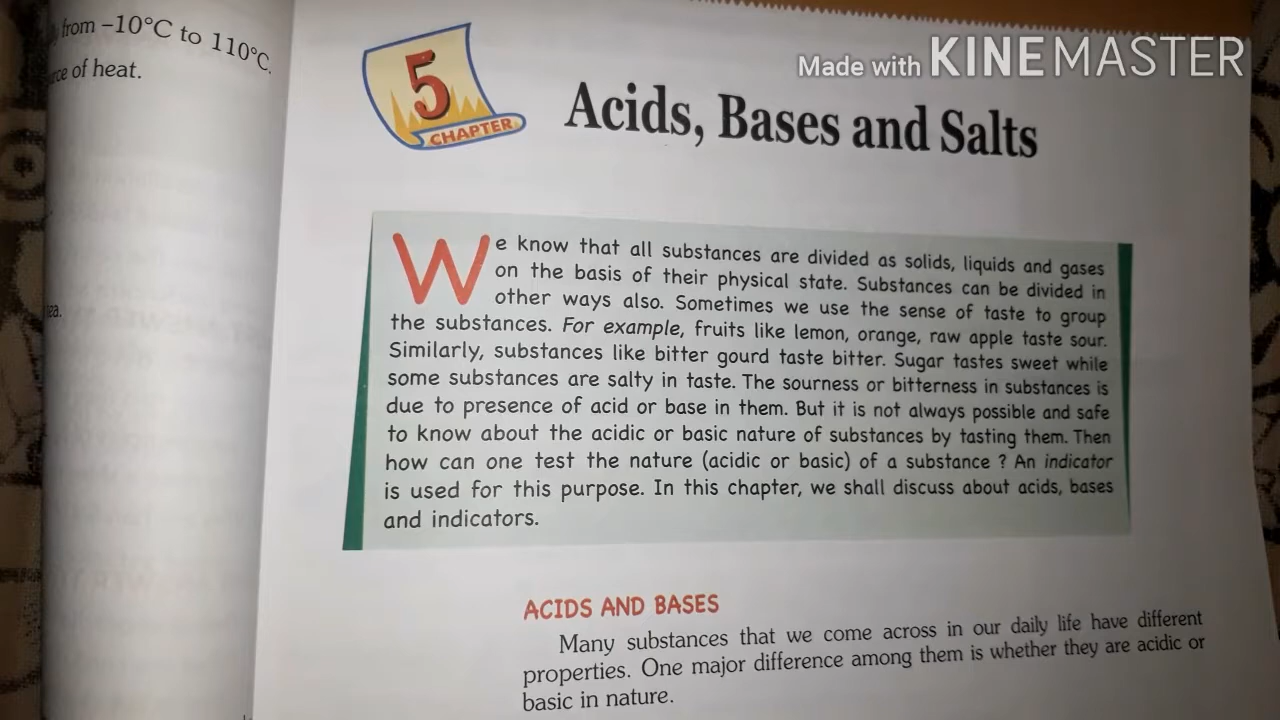 from –10°C to 110°C.
of heat.
5
CHAPTER
Made with KINEMASTER
Acids, Bases and Salts
We know that all substances are divided as solids, liquids and gases
on the basis of their physical state. Substances can be divided in
other ways also. Sometimes we use the sense of taste to group
the substances. For example, fruits like lemon, orange, raw apple taste sour.
Similarly, substances like bitter gourd taste bitter. Sugar tastes sweet while
some substances are salty in taste. The sourness or bitterness in substances is
due to presence of acid or base in them. But it is not always possible and safe
to know about the acidic or basic nature of substances by tasting them. Then
how can one test the nature (acidic or basic) of a substance ? An indicator
is used for this purpose. In this chapter, we shall discuss about acids, bases
and indicators.
ACIDS AND BASES
Many substances that we come across in our daily life have different
properties. One major difference among them is whether they are acidic or
basic in nature.